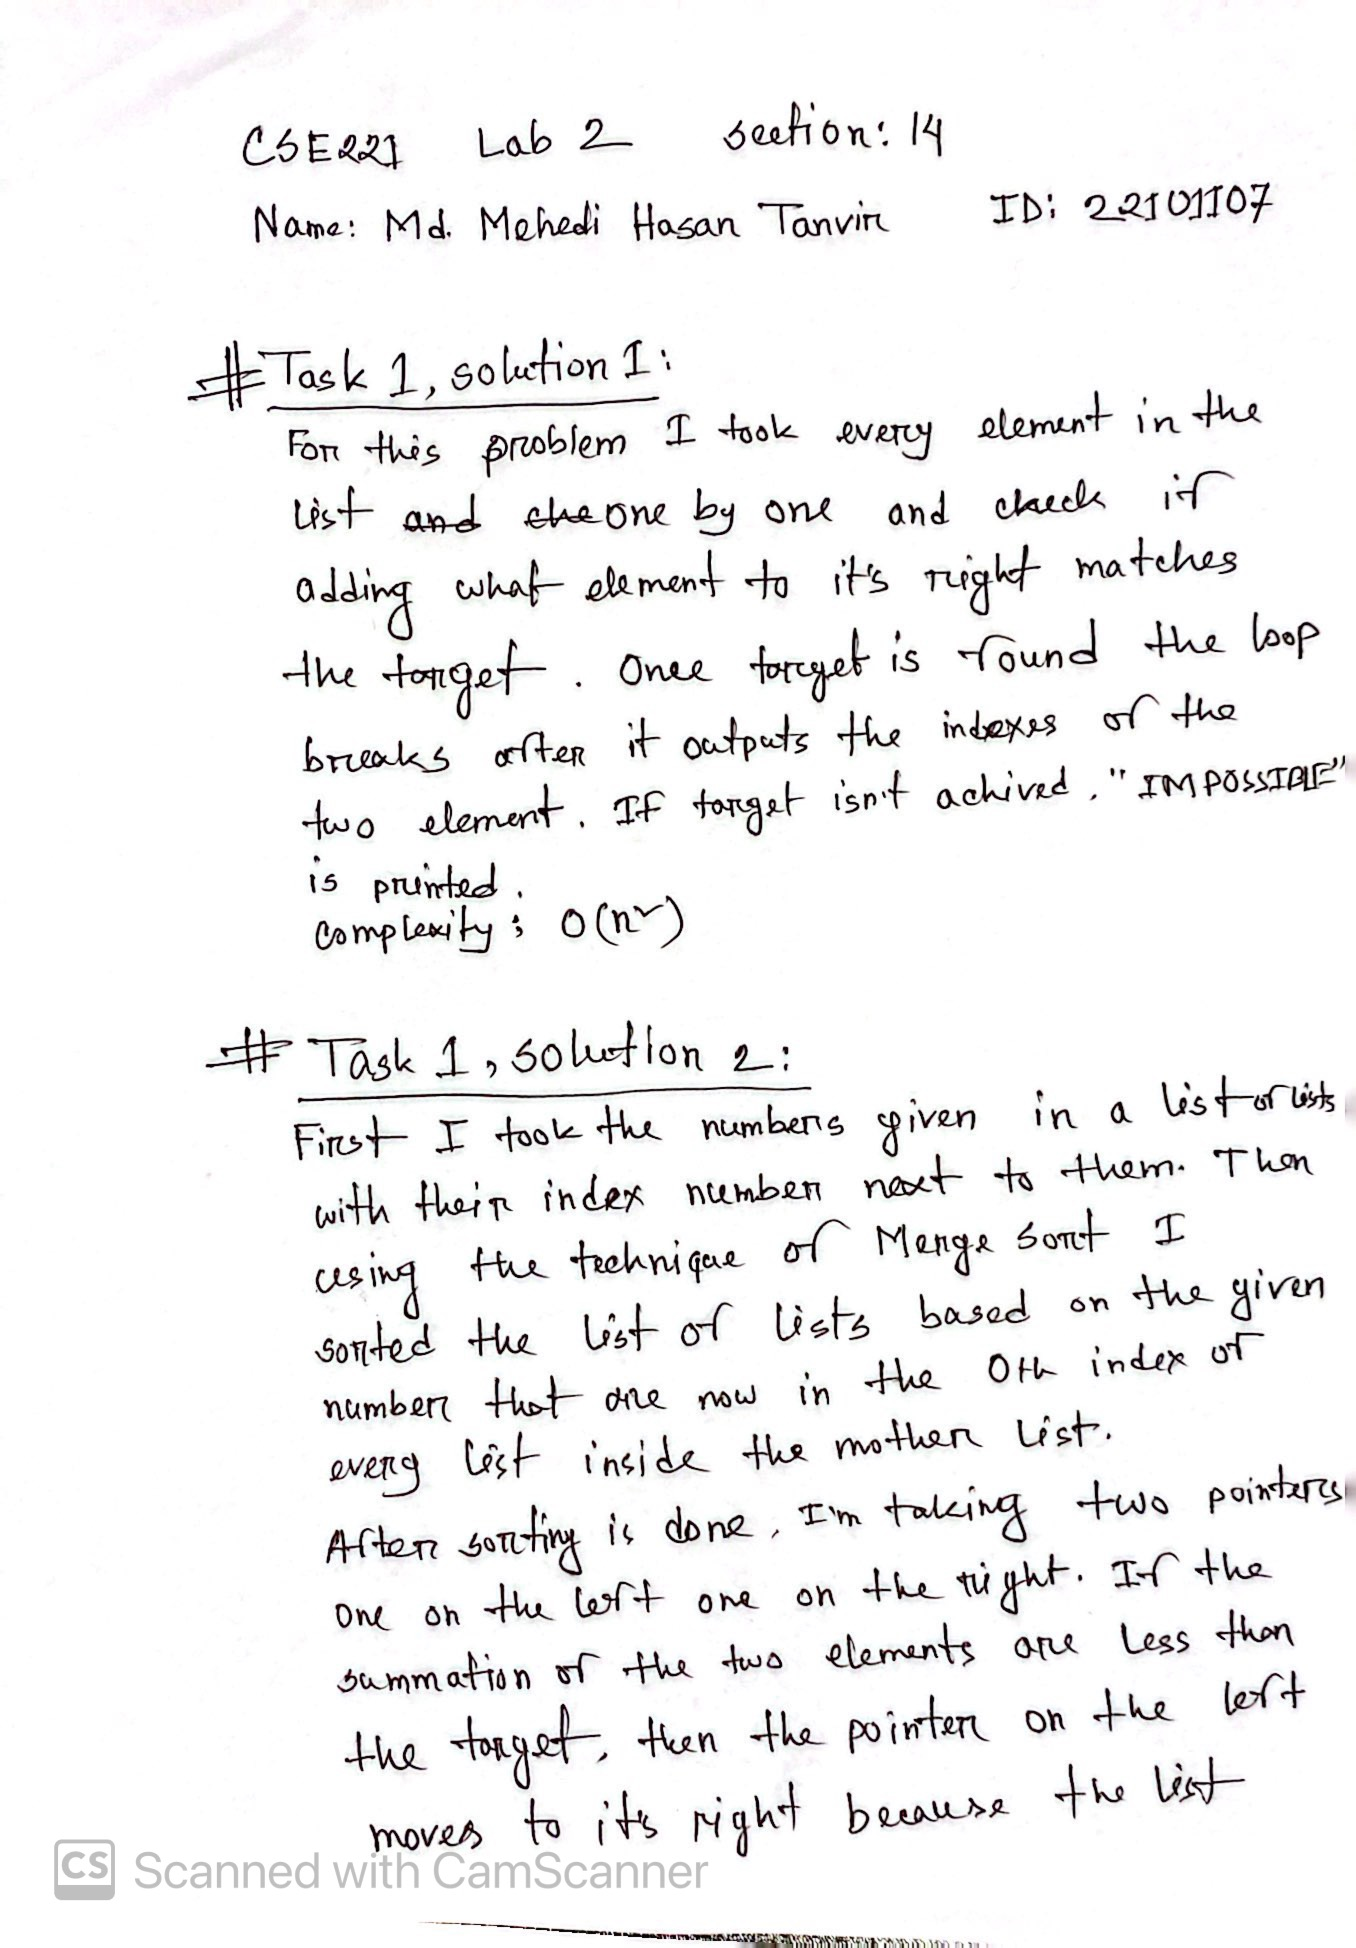 CSE221 Lab 2 section: 14
Name: Md. Mehedi Hasan Tanvir ID: 22101107
# Task 1, solution 1:
For this problem I took every element in the
list and che one by one and check if
adding what element to it's right matches
the target. Once target is found the loop
breaks after it outputs the indexes of the
two element. If target isn't achived, "IMPOSSIBLE"
is printed.
Complexity: O(n²)
# Task 1, solution 2:
First I took the numbers given in a list of lists
with their index number next to them. Then
using the technique of Merge sort I
sorted the list of lists based on the given
number that are now in the 0th index of
every list inside the mother list.
After sorting is done, I'm taking two pointers
one on the left one on the right. If the
summation of the two elements are less than
the target, then the pointer on the left
moves to it's right because the list
CS Scanned with CamScanner